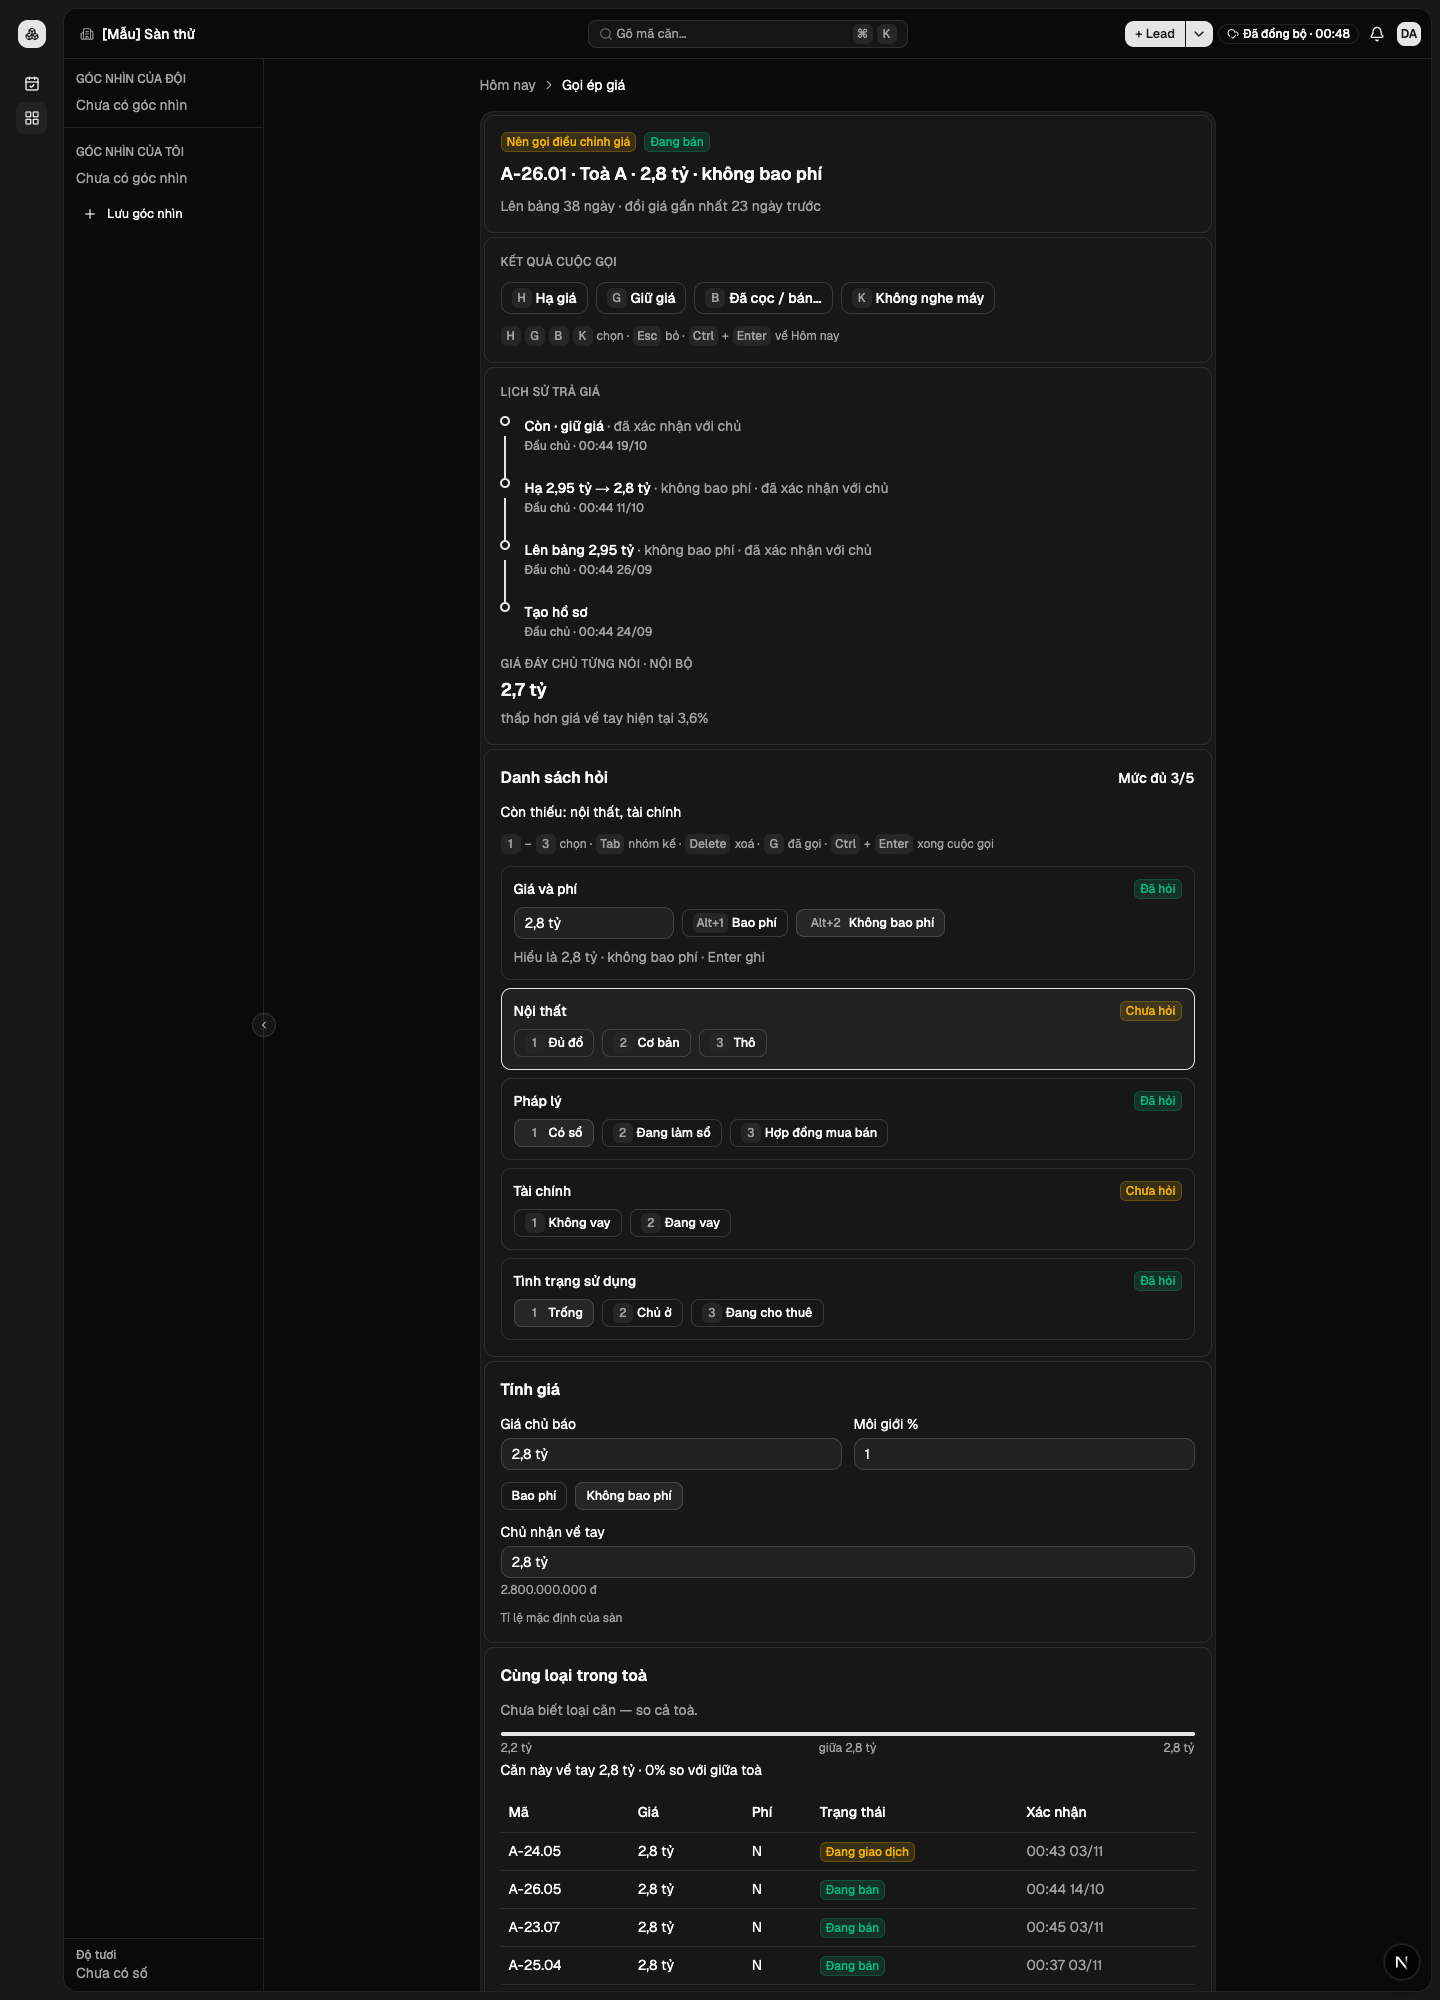 [Mẫu] Sàn thử
Gõ mã căn... ⌘ K
+ Lead
Đã đồng bộ · 00:48
DA
GÓC NHÌN CỦA ĐỘI
Chưa có góc nhìn
GÓC NHÌN CỦA TÔI
Chưa có góc nhìn
+ Lưu góc nhìn
Hôm nay > Gọi ép giá
Nên gọi điều chỉnh giá Đang bán
A-26.01 · Toà A · 2,8 tỷ · không bao phí
Lên bảng 38 ngày · đổi giá gần nhất 23 ngày trước
KẾT QUẢ CUỘC GỌI
H Hạ giá G Giữ giá B Đã cọc / bán... K Không nghe máy
H G B K chọn · Esc bỏ · Ctrl + Enter về Hôm nay
LỊCH SỬ TRẢ GIÁ
Còn · giữ giá · đã xác nhận với chủ
Đầu chủ · 00:44 19/10
Hạ 2,95 tỷ → 2,8 tỷ · không bao phí · đã xác nhận với chủ
Đầu chủ · 00:44 11/10
Lên bảng 2,95 tỷ · không bao phí · đã xác nhận với chủ
Đầu chủ · 00:44 26/09
Tạo hồ sơ
Đầu chủ · 00:44 24/09
GIÁ ĐÁY CHỦ TỪNG NÓI · NỘI BỘ
2,7 tỷ
thấp hơn giá về tay hiện tại 3,6%
Danh sách hỏi Mức đủ 3/5
Còn thiếu: nội thất, tài chính
1 – 3 chọn · Tab nhóm kế · Delete xoá · G đã gọi · Ctrl + Enter xong cuộc gọi
Giá và phí Đã hỏi
2,8 tỷ Alt+1 Bao phí Alt+2 Không bao phí
Hiểu là 2,8 tỷ · không bao phí · Enter ghi
Nội thất Chưa hỏi
1 Đủ đồ 2 Cơ bản 3 Thô
Pháp lý Đã hỏi
1 Có sổ 2 Đang làm sổ 3 Hợp đồng mua bán
Tài chính Chưa hỏi
1 Không vay 2 Đang vay
Tình trạng sử dụng Đã hỏi
1 Trống 2 Chủ ở 3 Đang cho thuê
Tính giá
Giá chủ báo Môi giới %
2,8 tỷ 1
Bao phí Không bao phí
Chủ nhận về tay
2,8 tỷ
2.800.000.000 đ
Tỉ lệ mặc định của sàn
Cùng loại trong toà
Chưa biết loại căn — so cả toà.
2,2 tỷ giữa 2,8 tỷ 2,8 tỷ
Căn này về tay 2,8 tỷ · 0% so với giữa toà
Mã Giá Phí Trạng thái Xác nhận
A-24.05 2,8 tỷ N Đang giao dịch 00:43 03/11
A-26.05 2,8 tỷ N Đang bán 00:44 14/10
A-23.07 2,8 tỷ N Đang bán 00:45 03/11
A-25.04 2,8 tỷ N Đang bán 00:37 03/11
Độ tươi
Chưa có số
N